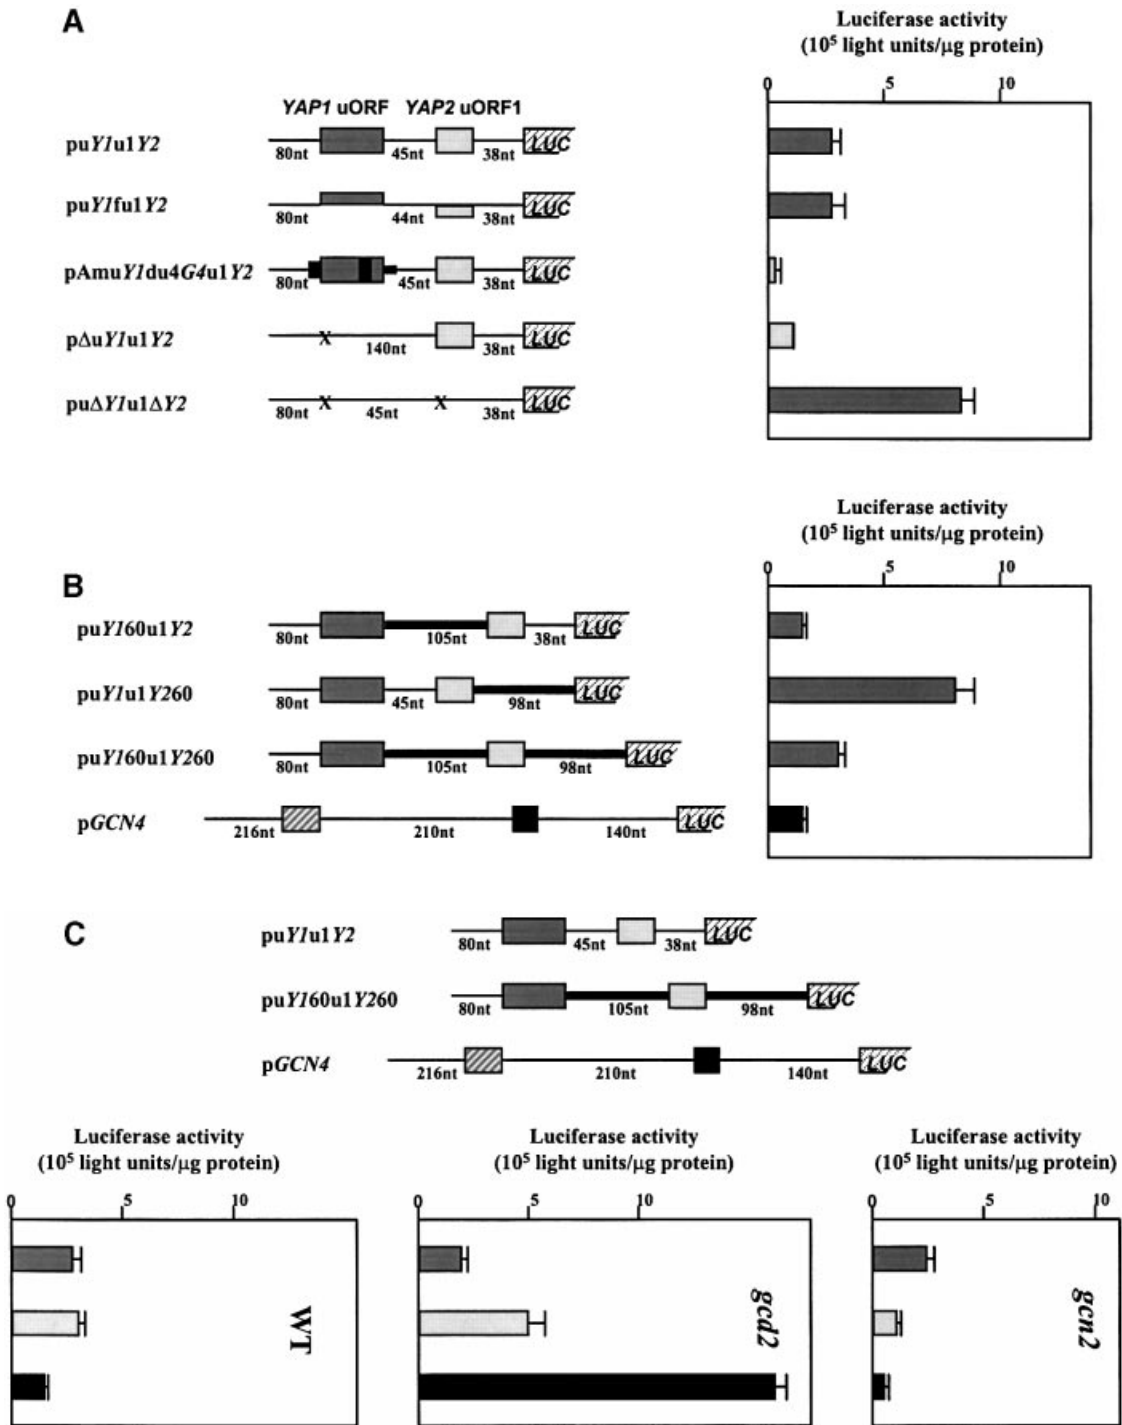 A
Luciferase activity
(10⁵ light units/µg protein)
0 5 10
YAP1 uORF YAP2 uORF1
puY1u1Y2
80nt 45nt 38nt LUC
puY1fu1Y2
80nt 44nt 38nt LUC
pAmuY1du4G4u1Y2
80nt 45nt 38nt LUC
pΔuY1u1Y2
X 140nt 38nt LUC
puΔY1u1ΔY2
80nt X 45nt X 38nt LUC
B
Luciferase activity
(10⁵ light units/µg protein)
0 5 10
puY160u1Y2
80nt 105nt 38nt LUC
puY1u1Y260
80nt 45nt 98nt LUC
puY160u1Y260
80nt 105nt 98nt LUC
pGCN4
216nt 210nt 140nt LUC
C
puY1u1Y2
80nt 45nt 38nt LUC
puY160u1Y260
80nt 105nt 98nt LUC
pGCN4
216nt 210nt 140nt LUC
Luciferase activity
(10⁵ light units/µg protein)
0 5 10
WT
Luciferase activity
(10⁵ light units/µg protein)
0 5 10
gcd2
Luciferase activity
(10⁵ light units/µg protein)
0 5 10
gcn2